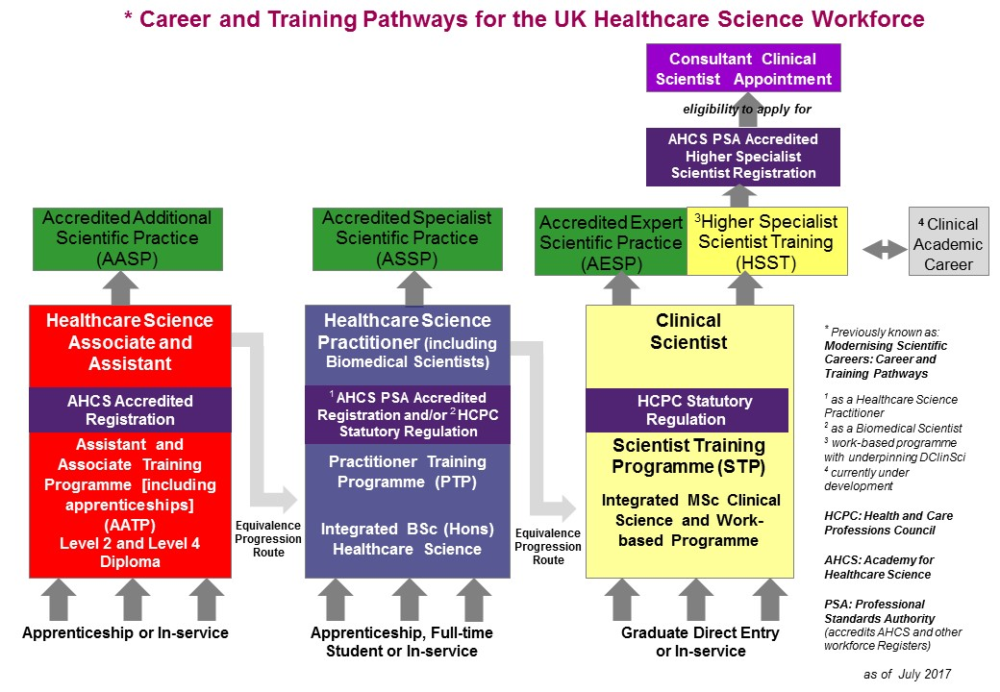 * Career and Training Pathways for the UK Healthcare Science Workforce
Consultant Clinical
Scientist Appointment
eligibility to apply for
AHCS PSA Accredited
Higher Specialist
Scientist Registration
Accredited Additional
Scientific Practice
(AASP)
Accredited Specialist
Scientific Practice
(ASSP)
Accredited Expert
Scientific Practice
(AESP)
³Higher Specialist
Scientist Training
(HSST)
⁴ Clinical
Academic
Career
Healthcare Science
Associate and
Assistant
AHCS Accredited
Registration
Assistant and
Associate Training
Programme [including
apprenticeships]
(AATP)
Level 2 and Level 4
Diploma
Equivalence
Progression
Route
Healthcare Science
Practitioner (including
Biomedical Scientists)
¹ AHCS PSA Accredited
Registration and/or ² HCPC
Statutory Regulation
Practitioner Training
Programme (PTP)
Integrated BSc (Hons)
Healthcare Science
Equivalence
Progression
Route
Clinical
Scientist
HCPC Statutory
Regulation
Scientist Training
Programme (STP)
Integrated MSc Clinical
Science and Work-
based Programme
Apprenticeship or In-service
Apprenticeship, Full-time
Student or In-service
Graduate Direct Entry
or In-service
* Previously known as:
Modernising Scientific
Careers: Career and
Training Pathways
¹ as a Healthcare Science
Practitioner
² as a Biomedical Scientist
³ work-based programme
with underpinning DClinSci
⁴ currently under
development
HCPC: Health and Care
Professions Council
AHCS: Academy for
Healthcare Science
PSA: Professional
Standards Authority
(accredits AHCS and other
workforce Registers)
as of July 2017